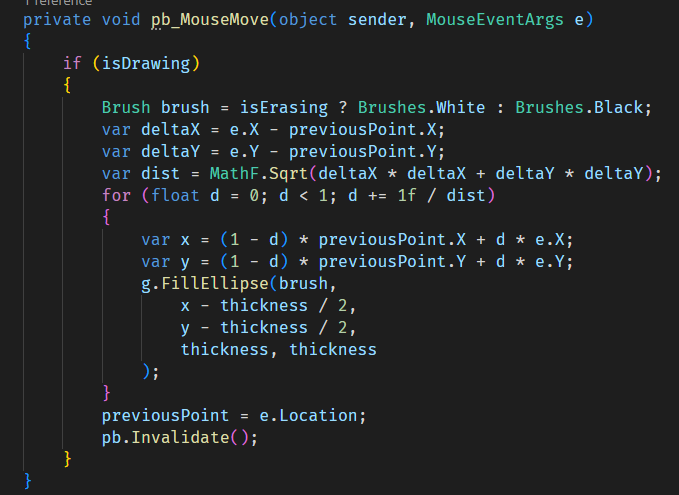 1 reference
private void pb_MouseMove(object sender, MouseEventArgs e)
{
    if (isDrawing)
    {
        Brush brush = isErasing ? Brushes.White : Brushes.Black;
        var deltaX = e.X - previousPoint.X;
        var deltaY = e.Y - previousPoint.Y;
        var dist = MathF.Sqrt(deltaX * deltaX + deltaY * deltaY);
        for (float d = 0; d < 1; d += 1f / dist)
        {
            var x = (1 - d) * previousPoint.X + d * e.X;
            var y = (1 - d) * previousPoint.Y + d * e.Y;
            g.FillEllipse(brush,
                x - thickness / 2,
                y - thickness / 2,
                thickness, thickness
            );
        }
        previousPoint = e.Location;
        pb.Invalidate();
    }
}